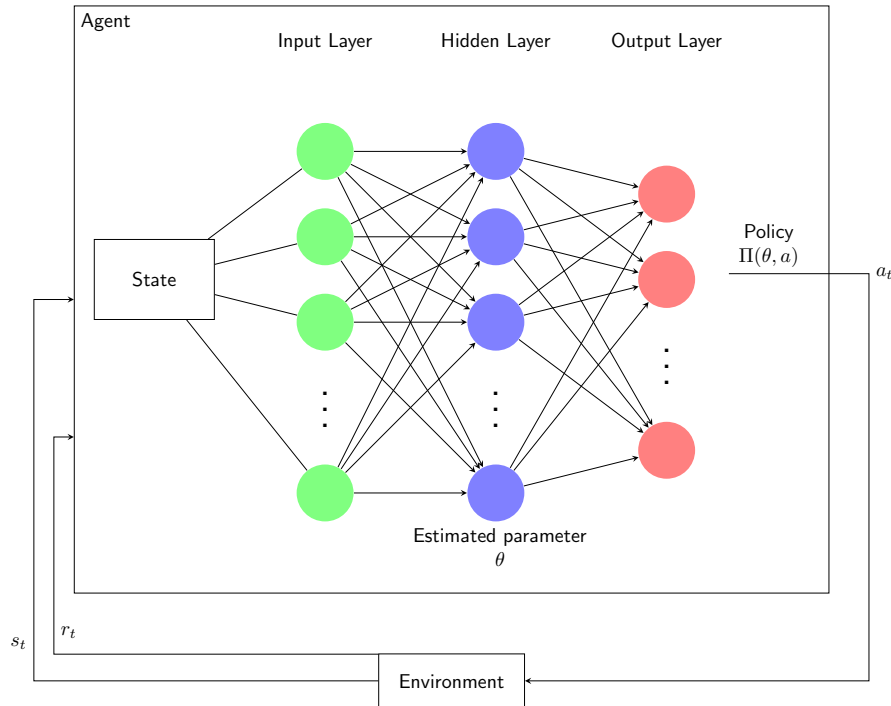 Agent
Input Layer
Hidden Layer
Output Layer
State
Policy
Π(θ, a)
a_t
Estimated parameter
θ
s_t
r_t
Environment